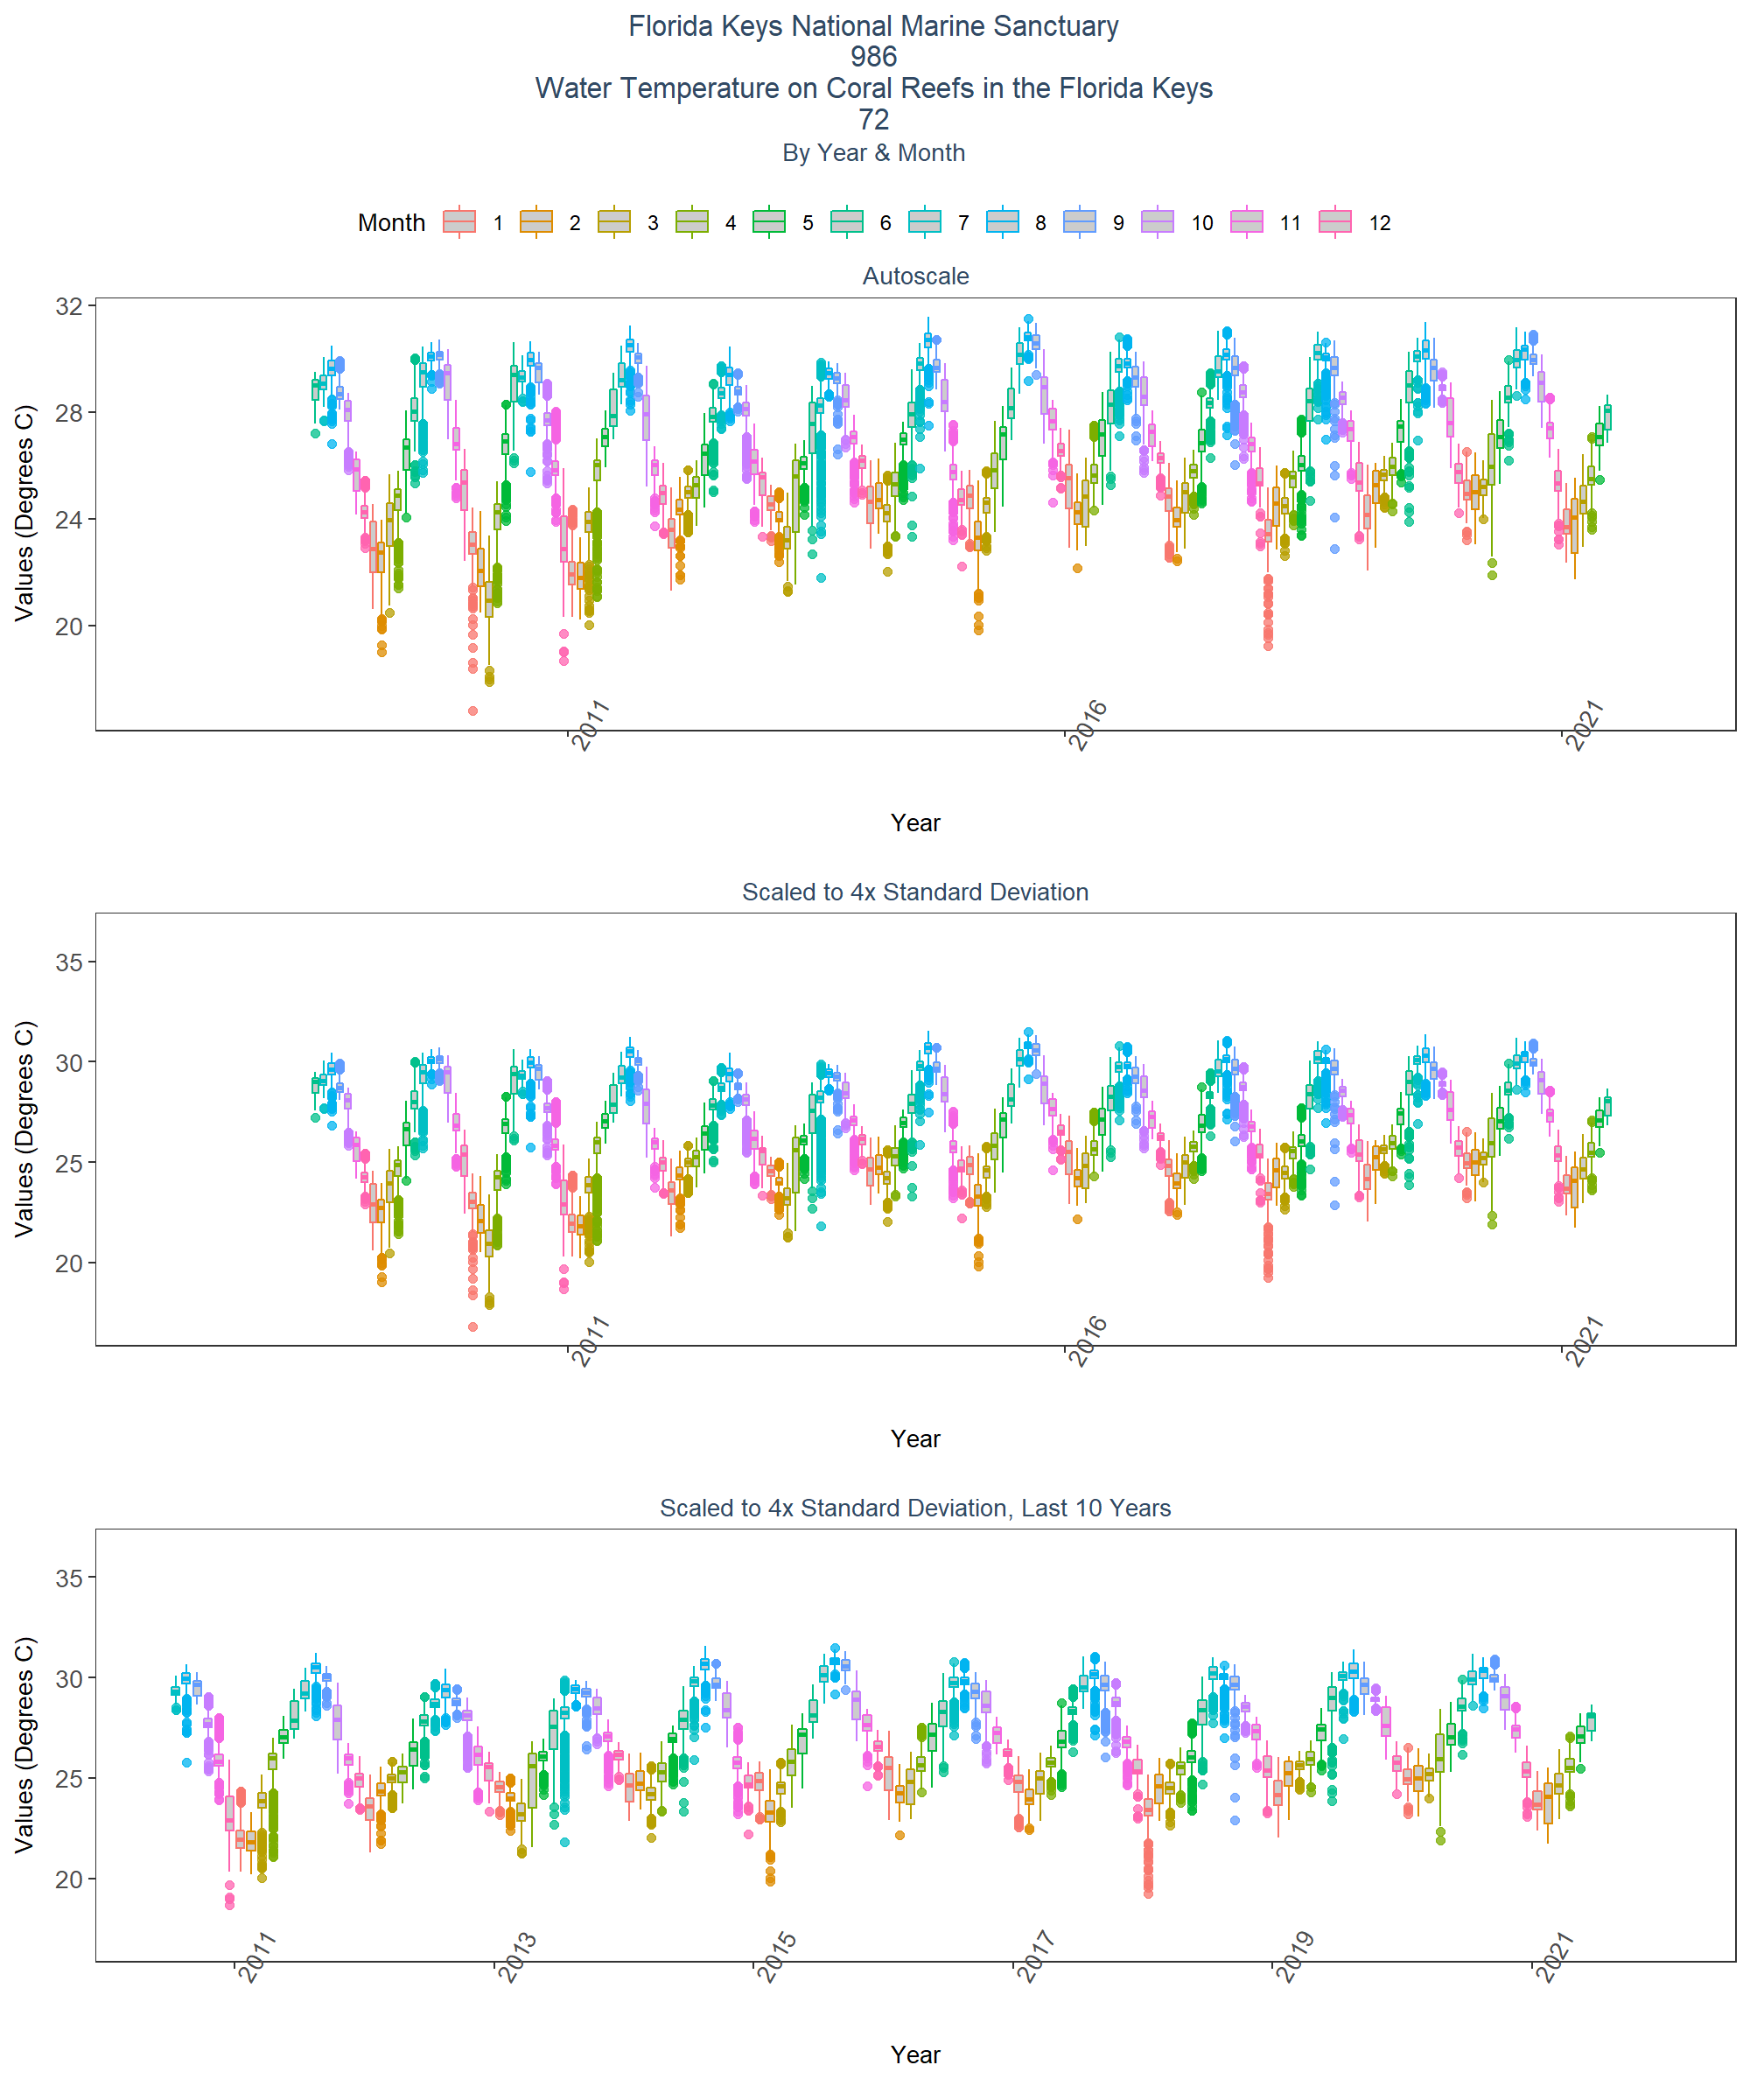 Florida Keys National Marine Sanctuary
986
Water Temperature on Coral Reefs in the Florida Keys
72
By Year & Month
Month 1 2 3 4 5 6 7 8 9 10 11 12
Autoscale
32
28
24
20
Values (Degrees C)
2011 2016 2021
Year
Scaled to 4x Standard Deviation
35
30
25
20
Values (Degrees C)
2011 2016 2021
Year
Scaled to 4x Standard Deviation, Last 10 Years
35
30
25
20
Values (Degrees C)
2011 2013 2015 2017 2019 2021
Year